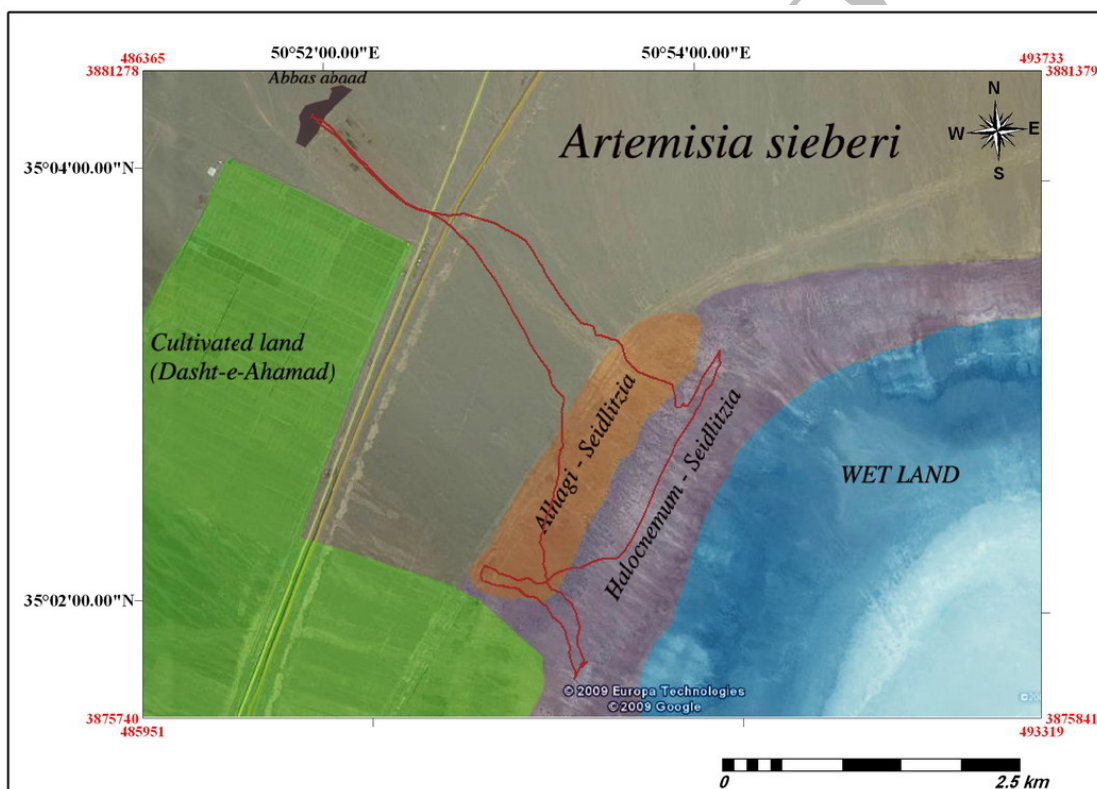 50°52'00.00"E
50°54'00.00"E
486365
493733
3881278
3881379
Abbas abaad
N
W
E
S
Artemisia sieberi
35°04'00.00"N
Cultivated land
(Dasht-e-Ahamad)
Alhagi - Seidlitzia
Halocnemum - Seidlitzia
WET LAND
35°02'00.00"N
© 2009 Europa Technologies
© 2009 Google
3875740
3875841
485951
493319
0
2.5 km